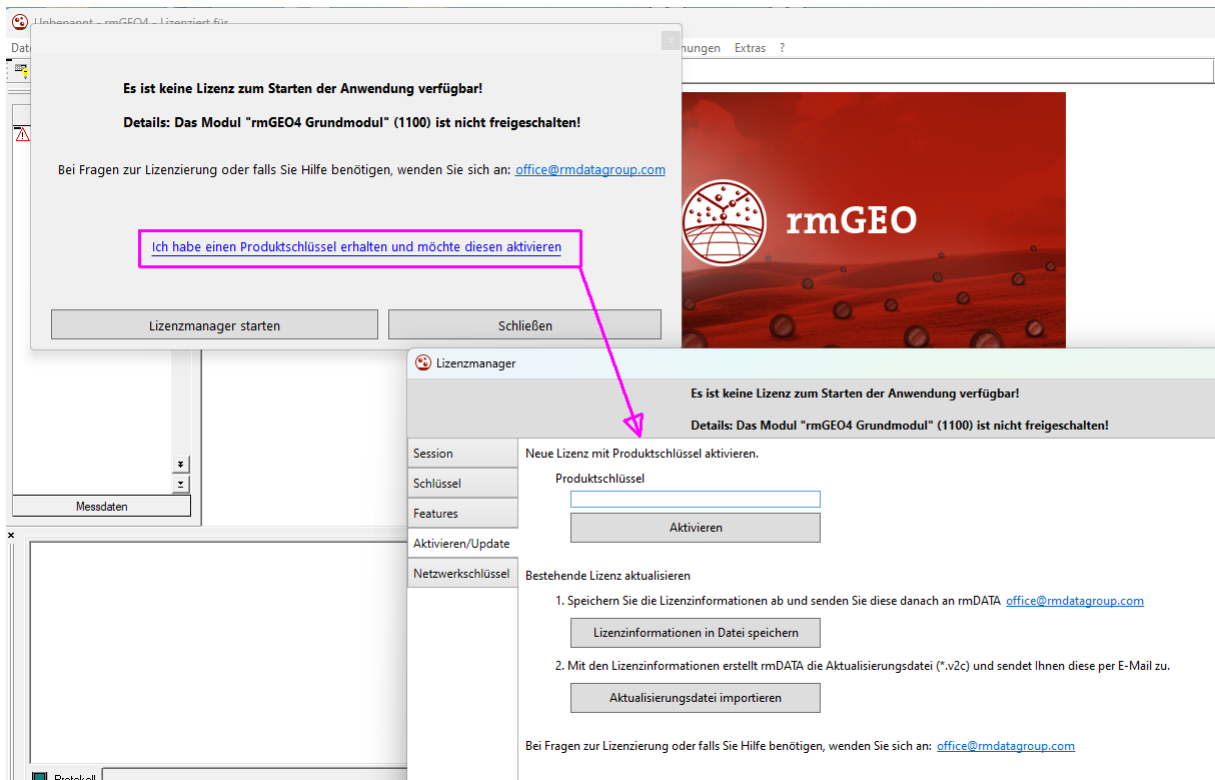 Unbenannt - rmGEO4 - Lizenziert für
Dat
nungen Extras ?
Es ist keine Lizenz zum Starten der Anwendung verfügbar!
Details: Das Modul "rmGEO4 Grundmodul" (1100) ist nicht freigeschalten!
Bei Fragen zur Lizenzierung oder falls Sie Hilfe benötigen, wenden Sie sich an: office@rmdatagroup.com
Ich habe einen Produktschlüssel erhalten und möchte diesen aktivieren
Lizenzmanager starten
Schließen
rmGEO
Messdaten
Protokoll
Lizenzmanager
Es ist keine Lizenz zum Starten der Anwendung verfügbar!
Details: Das Modul "rmGEO4 Grundmodul" (1100) ist nicht freigeschalten!
Session
Schlüssel
Features
Aktivieren/Update
Netzwerkschlüssel
Neue Lizenz mit Produktschlüssel aktivieren.
Produktschlüssel
Aktivieren
Bestehende Lizenz aktualisieren
1. Speichern Sie die Lizenzinformationen ab und senden Sie diese danach an rmDATA office@rmdatagroup.com
Lizenzinformationen in Datei speichern
2. Mit den Lizenzinformationen erstellt rmDATA die Aktualisierungsdatei (*.v2c) und sendet Ihnen diese per E-Mail zu.
Aktualisierungsdatei importieren
Bei Fragen zur Lizenzierung oder falls Sie Hilfe benötigen, wenden Sie sich an: office@rmdatagroup.com